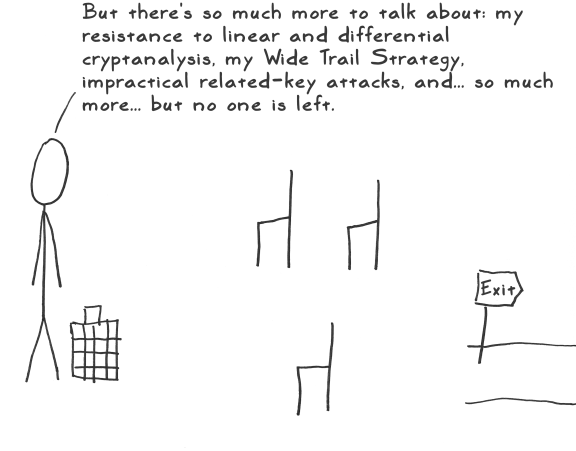 But there's so much more to talk about: my
resistance to linear and differential
cryptanalysis, my Wide Trail Strategy,
impractical related-key attacks, and... so much
more... but no one is left.
Exit